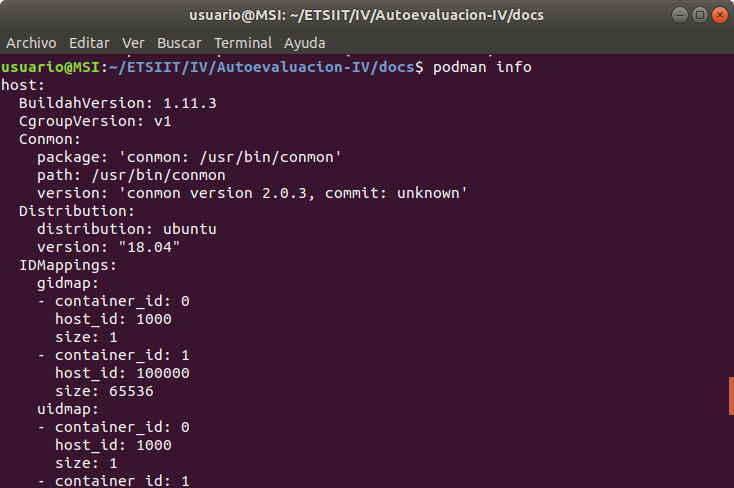 usuario@MSI: ~/ETSIIT/IV/Autoevaluacion-IV/docs
Archivo Editar Ver Buscar Terminal Ayuda
usuario@MSI:~/ETSIIT/IV/Autoevaluacion-IV/docs$ podman info
host:
  BuildahVersion: 1.11.3
  CgroupVersion: v1
  Conmon:
    package: 'conmon: /usr/bin/conmon'
    path: /usr/bin/conmon
    version: 'conmon version 2.0.3, commit: unknown'
  Distribution:
    distribution: ubuntu
    version: "18.04"
  IDMappings:
    gidmap:
    - container_id: 0
      host_id: 1000
      size: 1
    - container_id: 1
      host_id: 100000
      size: 65536
    uidmap:
    - container_id: 0
      host_id: 1000
      size: 1
    - container_id: 1